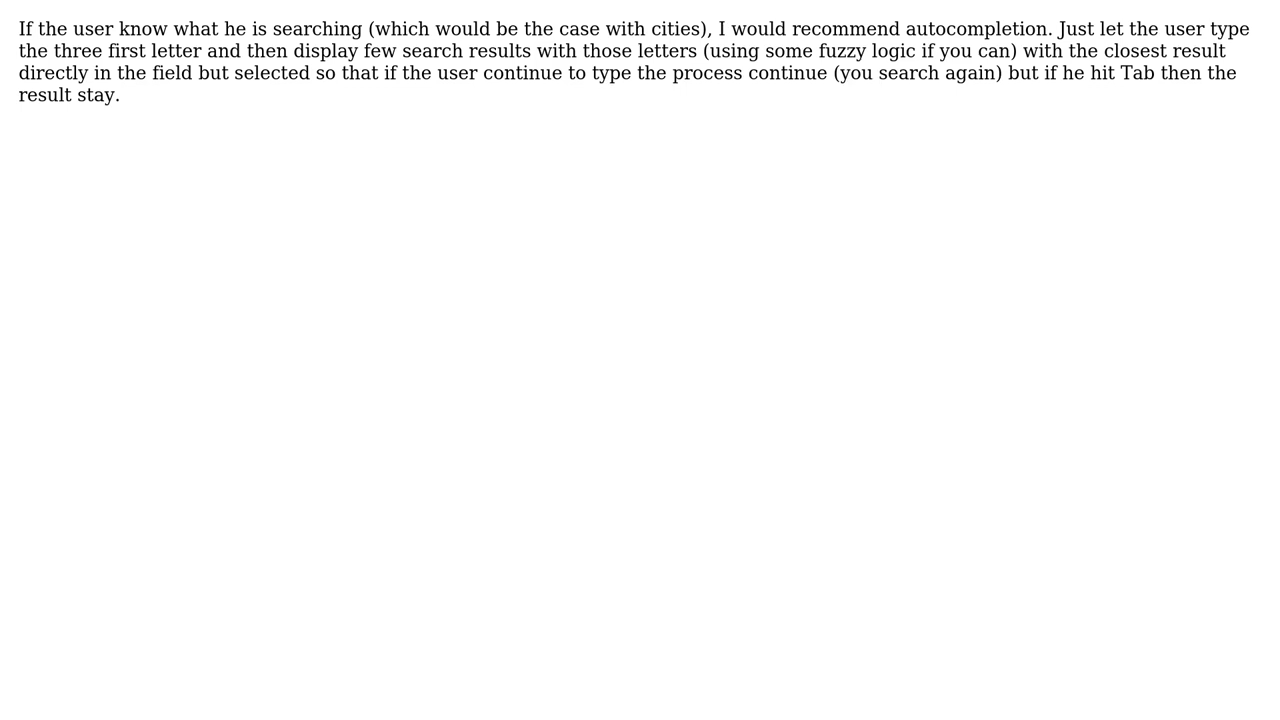 If the user know what he is searching (which would be the case with cities), I would recommend autocompletion. Just let the user type
the three first letter and then display few search results with those letters (using some fuzzy logic if you can) with the closest result
directly in the field but selected so that if the user continue to type the process continue (you search again) but if he hit Tab then the
result stay.